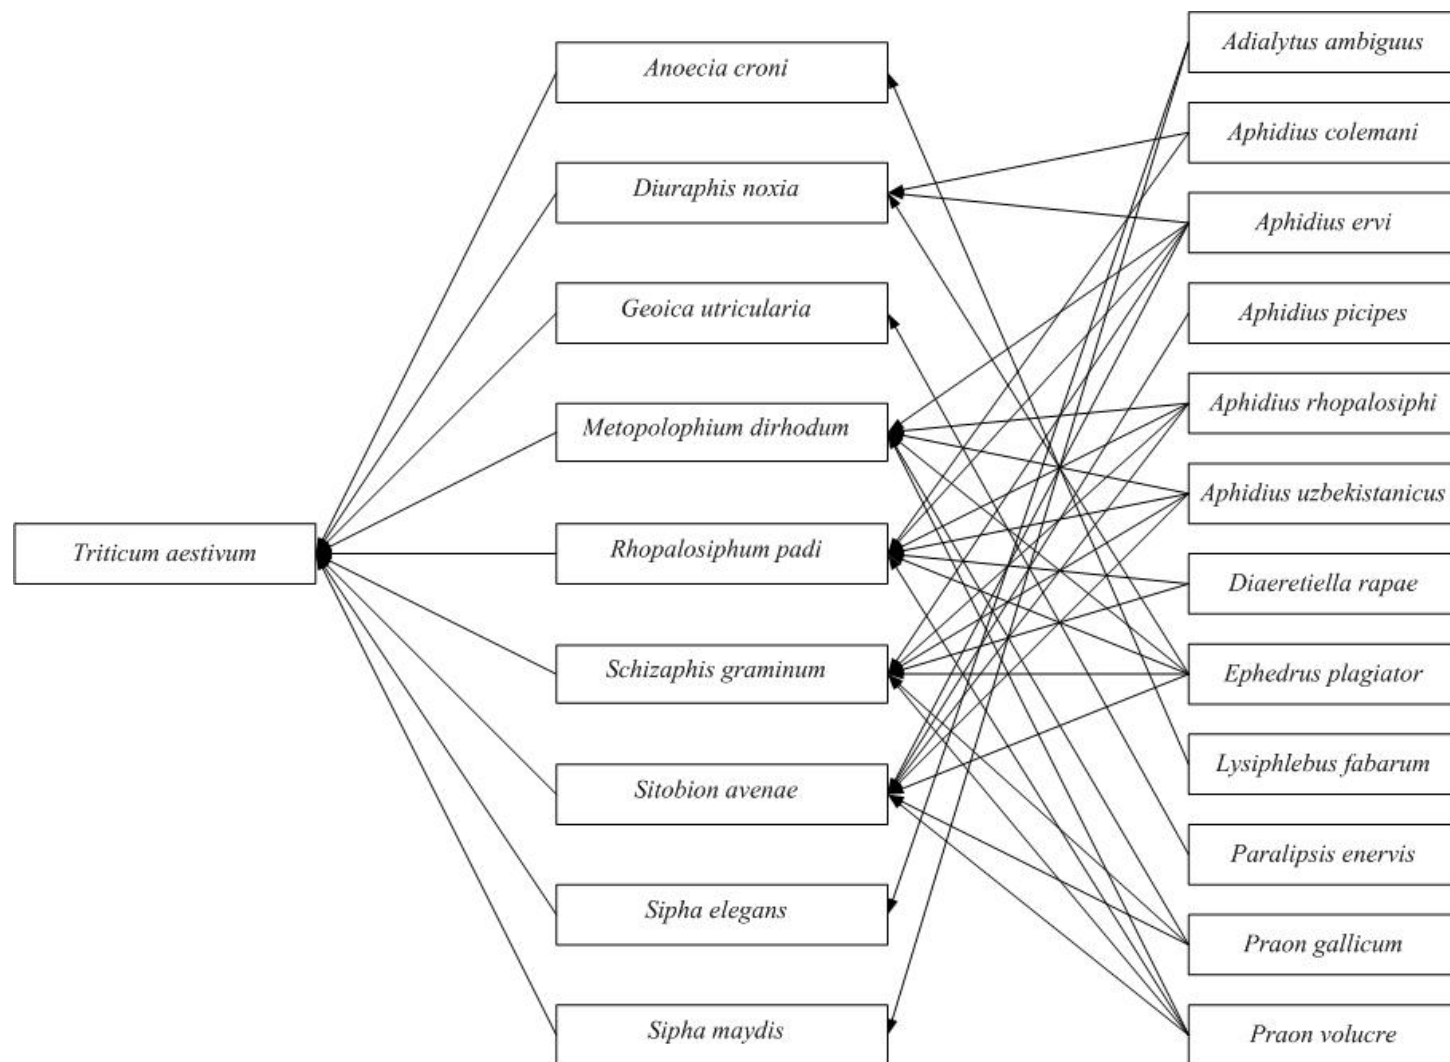 Triticum aestivum
Anoecia croni
Diuraphis noxia
Geoica utricularia
Metopolophium dirhodum
Rhopalosiphum padi
Schizaphis graminum
Sitobion avenae
Sipha elegans
Sipha maydis
Adialytus ambiguus
Aphidius colemani
Aphidius ervi
Aphidius picipes
Aphidius rhopalosiphi
Aphidius uzbekistanicus
Diaeretiella rapae
Ephedrus plagiator
Lysiphlebus fabarum
Paralipsis enervis
Praon gallicum
Praon volucre